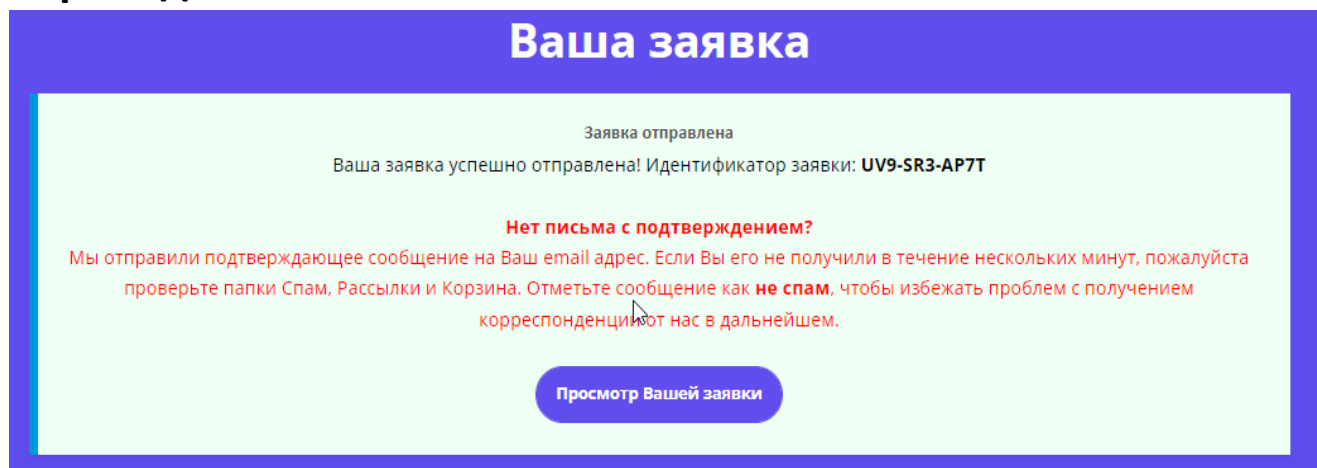 Ваша заявка
Заявка отправлена
Ваша заявка успешно отправлена! Идентификатор заявки: UV9-SR3-AP7T
Нет письма с подтверждением?
Мы отправили подтверждающее сообщение на Ваш email адрес. Если Вы его не получили в течение нескольких минут, пожалуйста
проверьте папки Спам, Рассылки и Корзина. Отметьте сообщение как не спам, чтобы избежать проблем с получением
корреспонденции от нас в дальнейшем.
Просмотр Вашей заявки